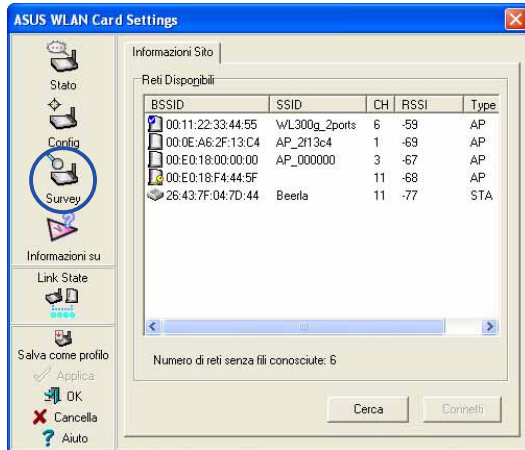 ASUS WLAN Card Settings
Stato
Config
Survey
Informazioni su
Link State
Salva come profilo
Applica
OK
Cancella
Aiuto
Informazioni Sito
Reti Disponibili
BSSID SSID CH RSSI Type
00:11:22:33:44:55 WL300g_2ports 6 -59 AP
00:0E:A6:2F:13:C4 AP_2f13c4 1 -69 AP
00:E0:18:00:00:00 AP_000000 3 -67 AP
00:E0:18:F4:44:5F 11 -68 AP
26:43:7F:04:7D:44 Beerla 11 -77 STA
Numero di reti senza fili conosciute: 6
Cerca Connetti